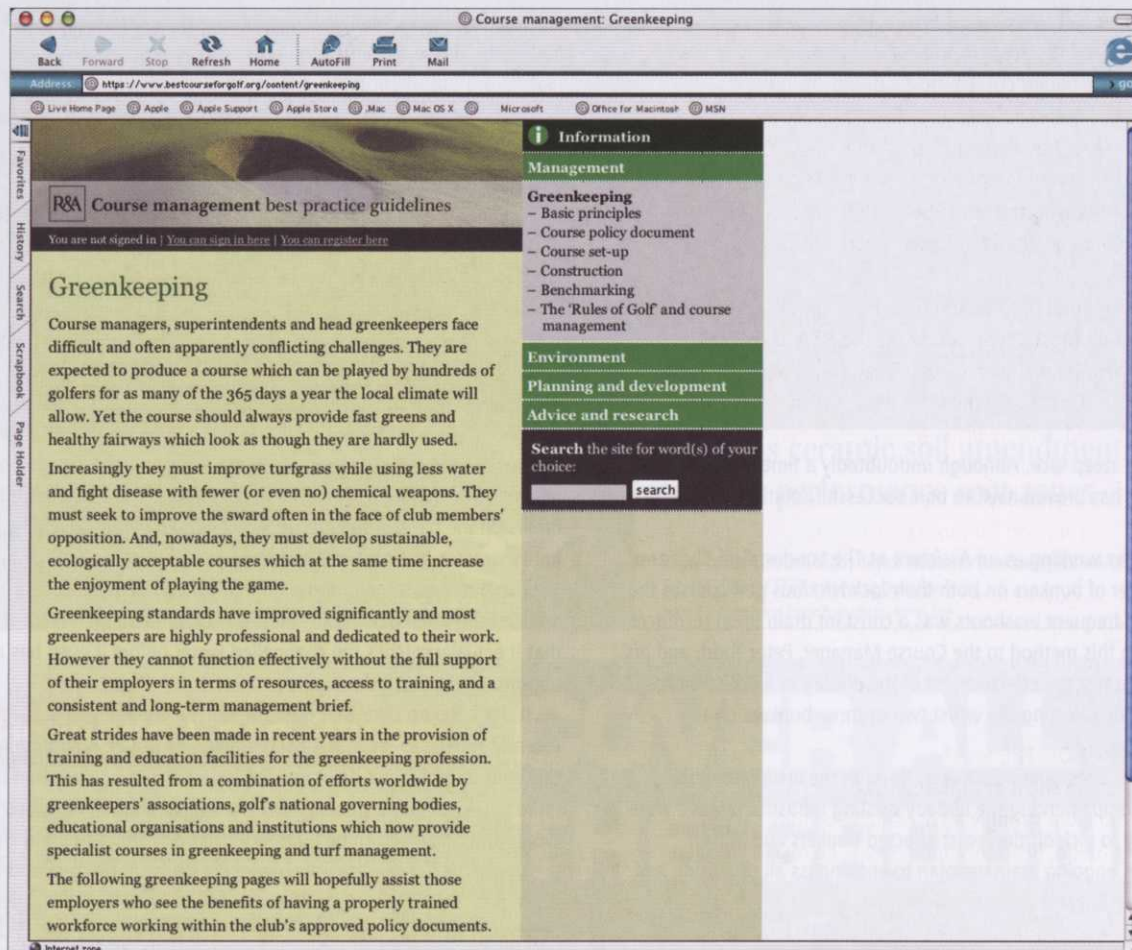 Course management: Greenkeeping
Back Forward Stop Refresh Home AutoFill Print Mail
Address: https://www.bestcourseforgolf.org/content/greenkeeping go
Live Home Page Apple Apple Support Apple Store .Mac Mac OS X Microsoft Office for Macintosh MSN
Favorites
History
Search
Scrapbook
Page Holder
R&A Course management best practice guidelines
You are not signed in | You can sign in here | You can register here
Greenkeeping
Course managers, superintendents and head greenkeepers face
difficult and often apparently conflicting challenges. They are
expected to produce a course which can be played by hundreds of
golfers for as many of the 365 days a year the local climate will
allow. Yet the course should always provide fast greens and
healthy fairways which look as though they are hardly used.
Increasingly they must improve turfgrass while using less water
and fight disease with fewer (or even no) chemical weapons. They
must seek to improve the sward often in the face of club members'
opposition. And, nowadays, they must develop sustainable,
ecologically acceptable courses which at the same time increase
the enjoyment of playing the game.
Greenkeeping standards have improved significantly and most
greenkeepers are highly professional and dedicated to their work.
However they cannot function effectively without the full support
of their employers in terms of resources, access to training, and a
consistent and long-term management brief.
Great strides have been made in recent years in the provision of
training and education facilities for the greenkeeping profession.
This has resulted from a combination of efforts worldwide by
greenkeepers' associations, golf's national governing bodies,
educational organisations and institutions which now provide
specialist courses in greenkeeping and turf management.
The following greenkeeping pages will hopefully assist those
employers who see the benefits of having a properly trained
workforce working within the club's approved policy documents.
Information
Management
Greenkeeping
– Basic principles
– Course policy document
– Course set-up
– Construction
– Benchmarking
– The 'Rules of Golf' and course
management
Environment
Planning and development
Advice and research
Search the site for word(s) of your
choice:
search
Internet zone